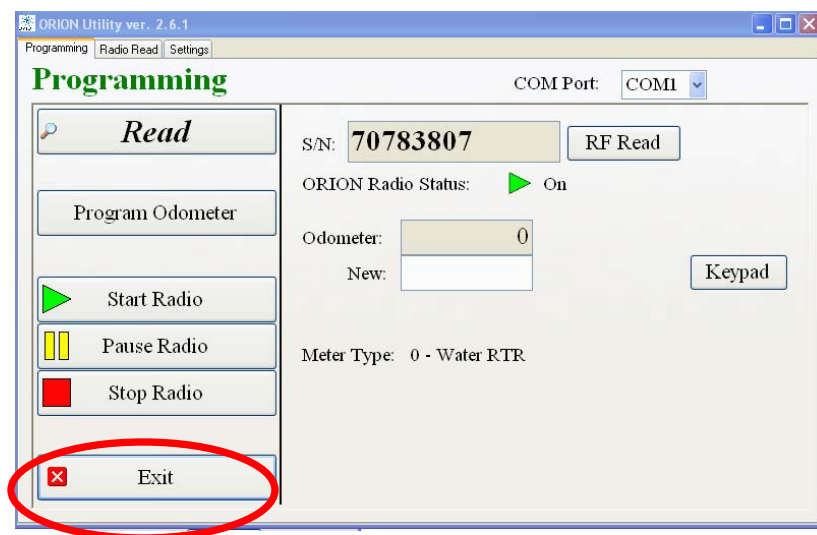 ORION Utility ver. 2.6.1
Programming Radio Read Settings
Programming
COM Port: COM1
Read
S/N: 70783807 RF Read
ORION Radio Status: On
Program Odometer
Odometer: 0
New: Keypad
Start Radio
Pause Radio
Meter Type: 0 - Water RTR
Stop Radio
Exit